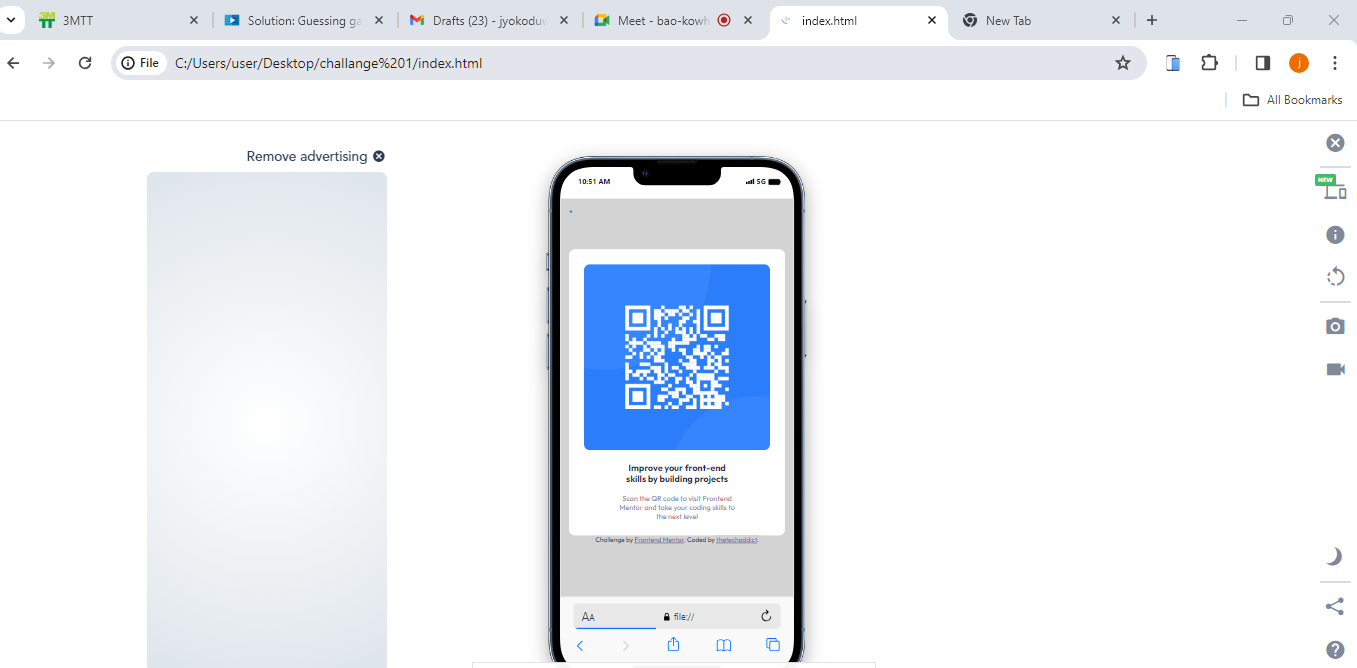 3MTT
Solution: Guessing ga
Drafts (23) - jyokoduw
Meet - bao-kowh
index.html
New Tab
File
C:/Users/user/Desktop/challange%201/index.html
j
All Bookmarks
Remove advertising
NEW
10:51 AM
5G
Improve your front-end
skills by building projects
Scan the QR code to visit Frontend
Mentor and take your coding skills to
the next level
Challenge by Frontend Mentor. Coded by thetechaddict.
AA
file://